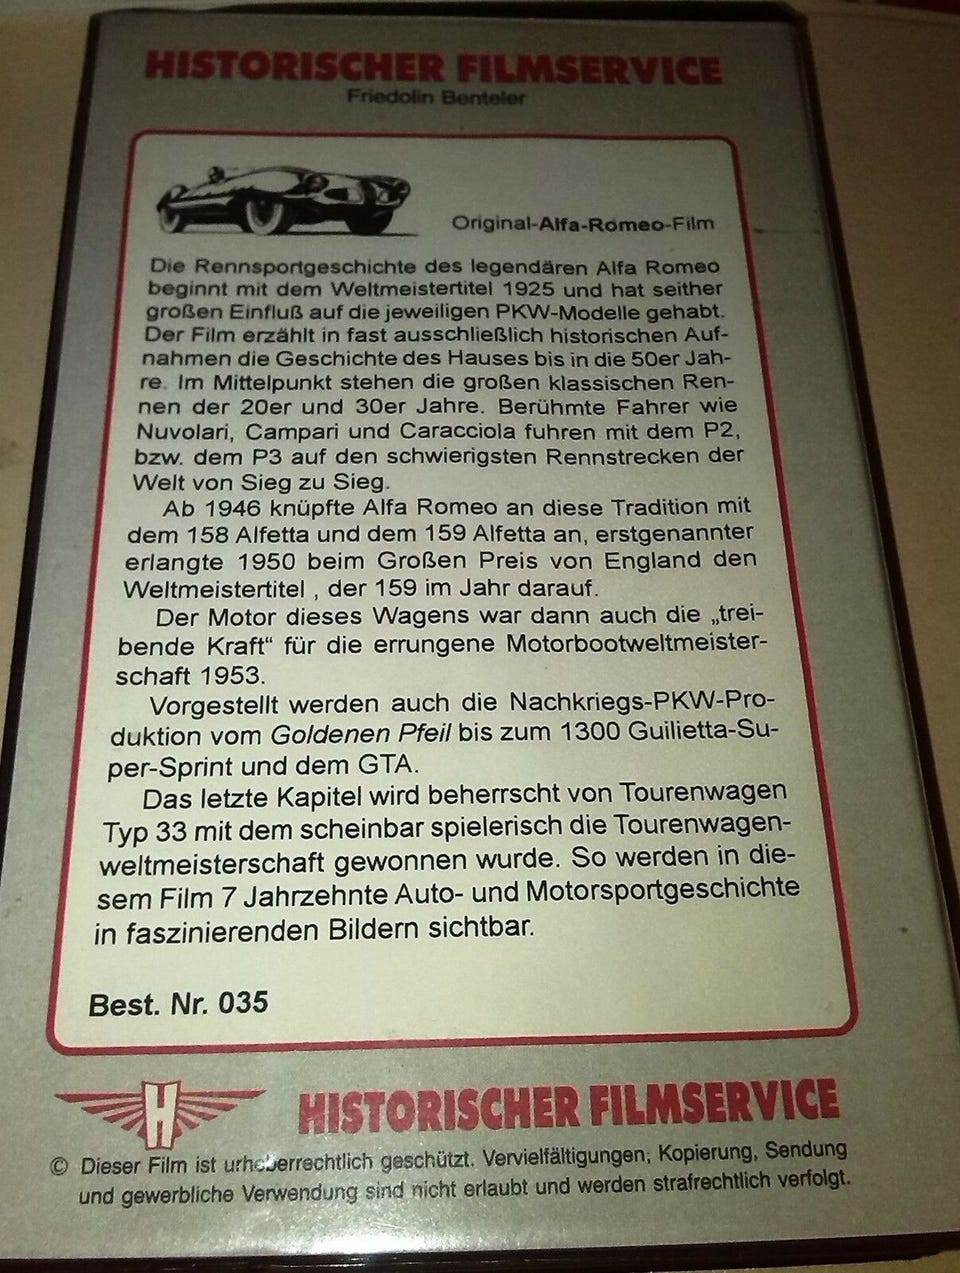 HISTORISCHER FILMSERVICE
Friedolin Benteler
Original-Alfa-Romeo-Film
Die Rennsportgeschichte des legendären Alfa Romeo
beginnt mit dem Weltmeistertitel 1925 und hat seither
großen Einfluß auf die jeweiligen PKW-Modelle gehabt.
Der Film erzählt in fast ausschließlich historischen Auf-
nahmen die Geschichte des Hauses bis in die 50er Jah-
re. Im Mittelpunkt stehen die großen klassischen Ren-
nen der 20er und 30er Jahre. Berühmte Fahrer wie
Nuvolari, Campari und Caracciola fuhren mit dem P2,
bzw. dem P3 auf den schwierigsten Rennstrecken der
Welt von Sieg zu Sieg.
Ab 1946 knüpfte Alfa Romeo an diese Tradition mit
dem 158 Alfetta und dem 159 Alfetta an, erstgenannter
erlangte 1950 beim Großen Preis von England den
Weltmeistertitel , der 159 im Jahr darauf.
Der Motor dieses Wagens war dann auch die „trei-
bende Kraft“ für die errungene Motorbootweltmeister-
schaft 1953.
Vorgestellt werden auch die Nachkriegs-PKW-Pro-
duktion vom Goldenen Pfeil bis zum 1300 Guilietta-Su-
per-Sprint und dem GTA.
Das letzte Kapitel wird beherrscht von Tourenwagen
Typ 33 mit dem scheinbar spielerisch die Tourenwagen-
weltmeisterschaft gewonnen wurde. So werden in die-
sem Film 7 Jahrzehnte Auto- und Motorsportgeschichte
in faszinierenden Bildern sichtbar.
Best. Nr. 035
H
HISTORISCHER FILMSERVICE
© Dieser Film ist urheberrechtlich geschützt. Vervielfältigungen, Kopierung, Sendung
und gewerbliche Verwendung sind nicht erlaubt und werden strafrechtlich verfolgt.